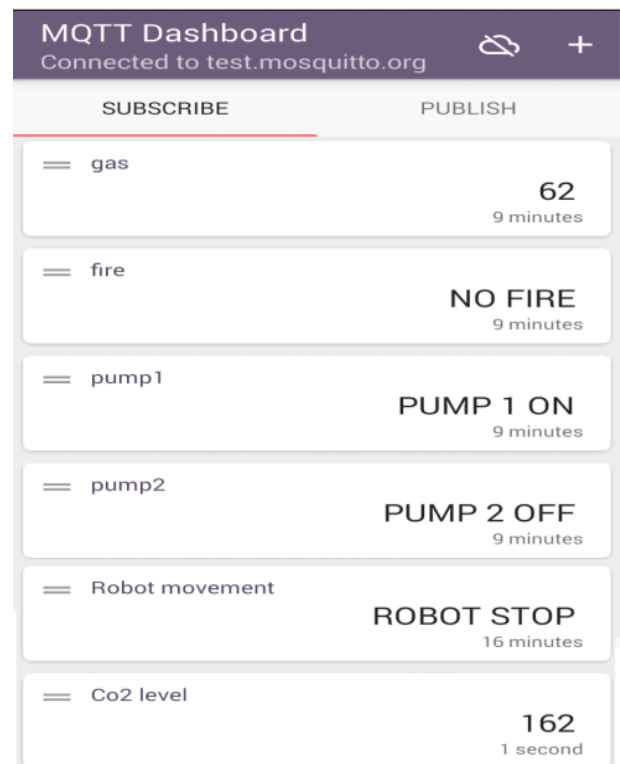 MQTT Dashboard
Connected to test.mosquitto.org
SUBSCRIBE
PUBLISH
gas
62
9 minutes
fire
NO FIRE
9 minutes
pump1
PUMP 1 ON
9 minutes
pump2
PUMP 2 OFF
9 minutes
Robot movement
ROBOT STOP
16 minutes
Co2 level
162
1 second